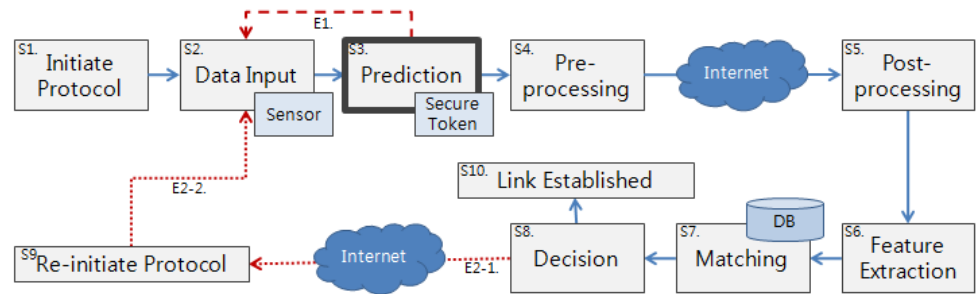 E1.
S1.
Initiate
Protocol
S2.
Data Input
Sensor
S3.
Prediction
Secure
Token
S4.
Pre-
processing
Internet
S5.
Post-
processing
S10.
Link Established
E2-2.
S9
Re-initiate Protocol
Internet
E2-1.
S8.
Decision
S7.
Matching
DB
S6.
Feature
Extraction